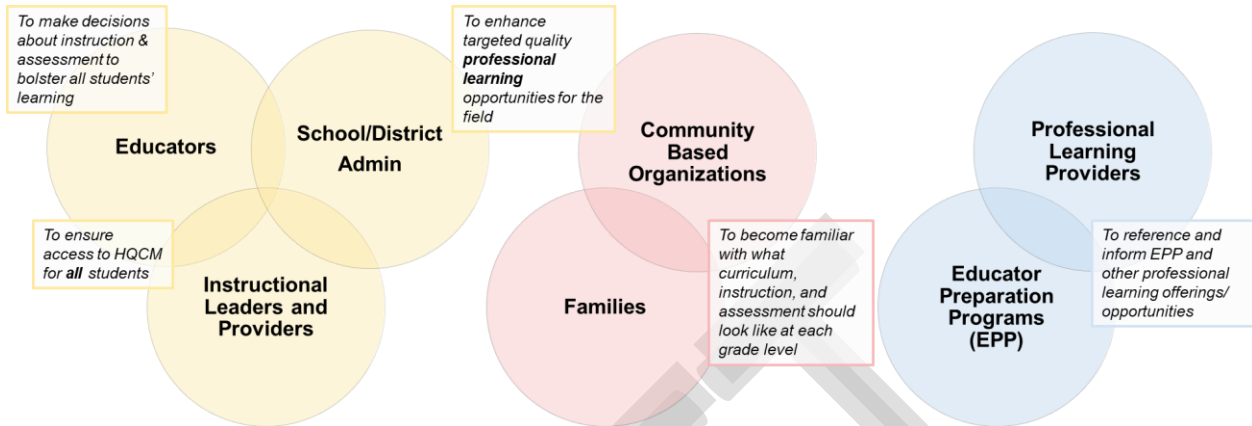 To make decisions
about instruction &
assessment to
bolster all students'
learning
Educators
School/District
Admin
To enhance
targeted quality
professional
learning
opportunities for the
field
To ensure
access to HQCM
for all students
Instructional
Leaders and
Providers
Community
Based
Organizations
Families
To become familiar
with what
curriculum,
instruction, and
assessment should
look like at each
grade level
Professional
Learning
Providers
Educator
Preparation
Programs
(EPP)
To reference and
inform EPP and
other professional
learning offerings/
opportunities